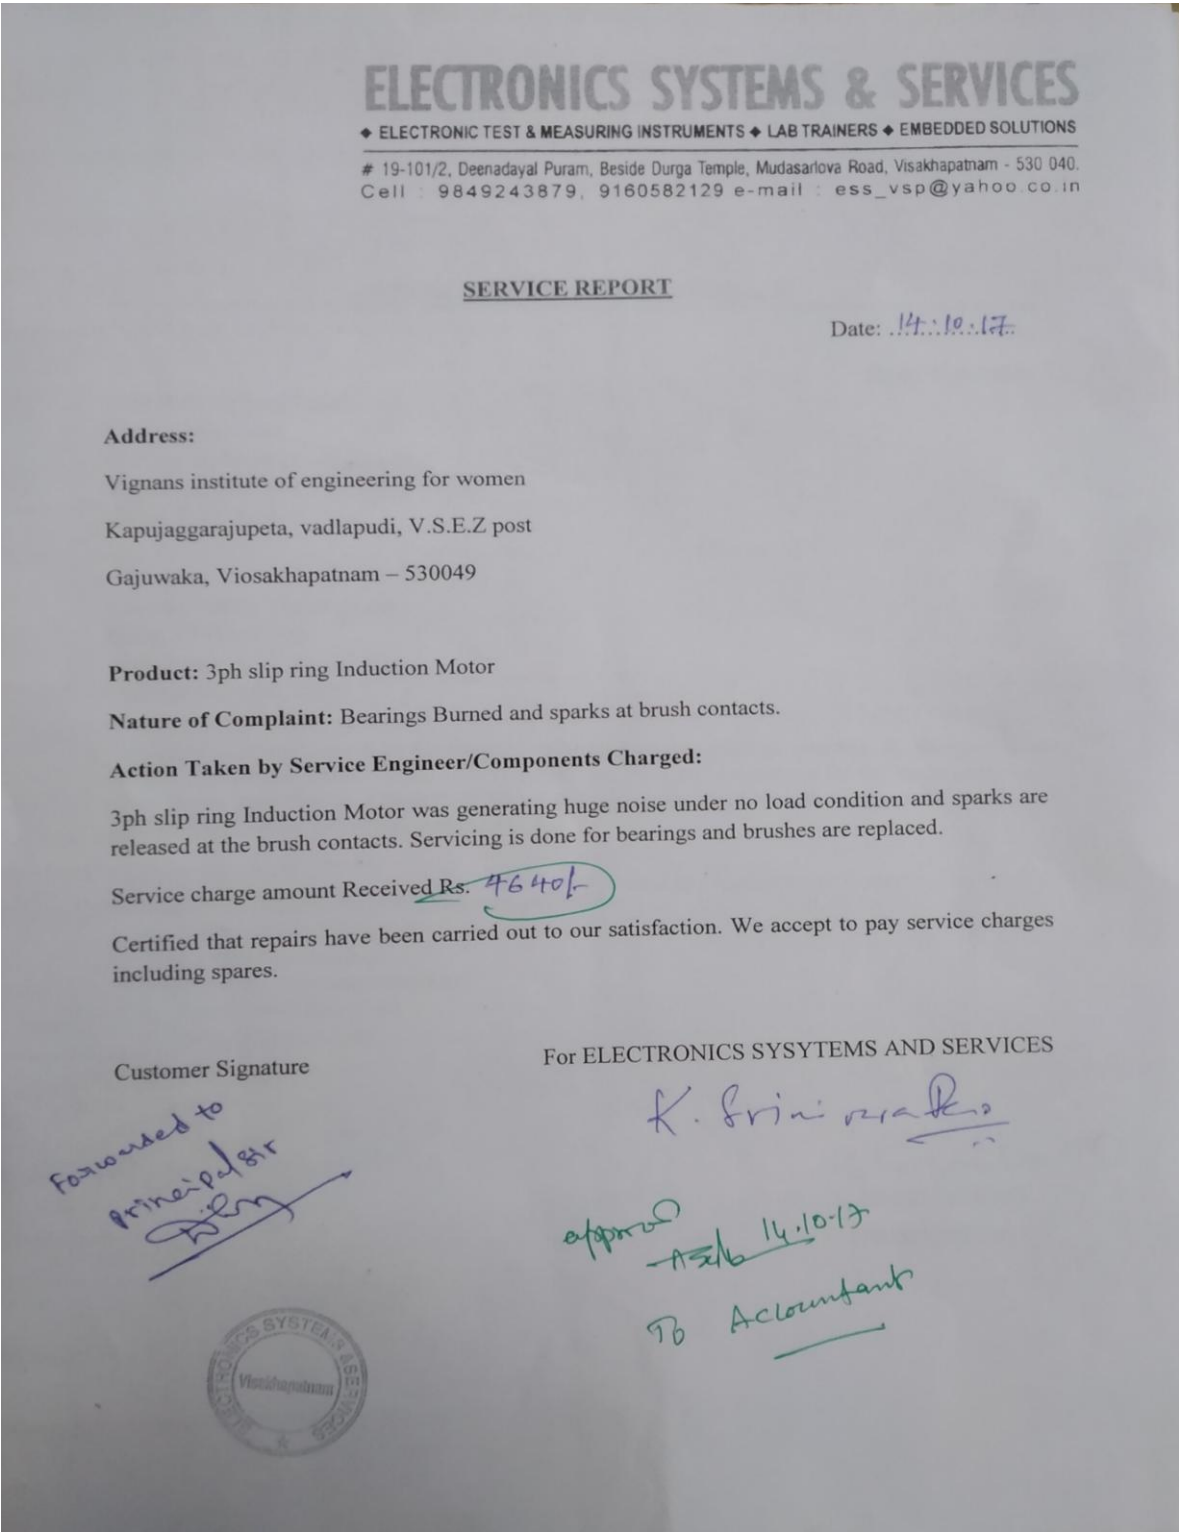 ELECTRONICS SYSTEMS & SERVICES
◆ ELECTRONIC TEST & MEASURING INSTRUMENTS ◆ LAB TRAINERS ◆ EMBEDDED SOLUTIONS
# 19-101/2, Deenadayal Puram, Beside Durga Temple, Mudasarlova Road, Visakhapatnam - 530 040.
Cell : 9849243879, 9160582129 e-mail : ess_vsp@yahoo.co.in
SERVICE REPORT
Date: 14.10.17
Address:
Vignans institute of engineering for women
Kapujaggarajupeta, vadlapudi, V.S.E.Z post
Gajuwaka, Viosakhapatnam – 530049
Product: 3ph slip ring Induction Motor
Nature of Complaint: Bearings Burned and sparks at brush contacts.
Action Taken by Service Engineer/Components Charged:
3ph slip ring Induction Motor was generating huge noise under no load condition and sparks are
released at the brush contacts. Servicing is done for bearings and brushes are replaced.
Service charge amount Received Rs. 4640/-
Certified that repairs have been carried out to our satisfaction. We accept to pay service charges
including spares.
Customer Signature
For ELECTRONICS SYSYTEMS AND SERVICES
Forwarded to
Principal sir
K. Srinivasa
14.10.17
To Accountant
ELECTRONICS SYSTEMS & SERVICES
Visakhapatnam